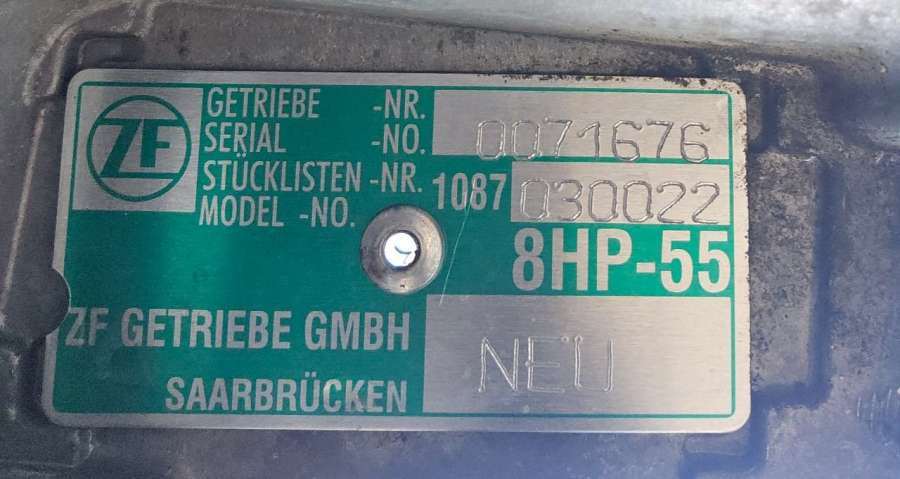 ZF
GETRIEBE -NR.
SERIAL -NO. 0071676
STÜCKLISTEN -NR. 1087 030022
MODEL -NO.
8HP-55
ZF GETRIEBE GMBH
SAARBRÜCKEN
NEU